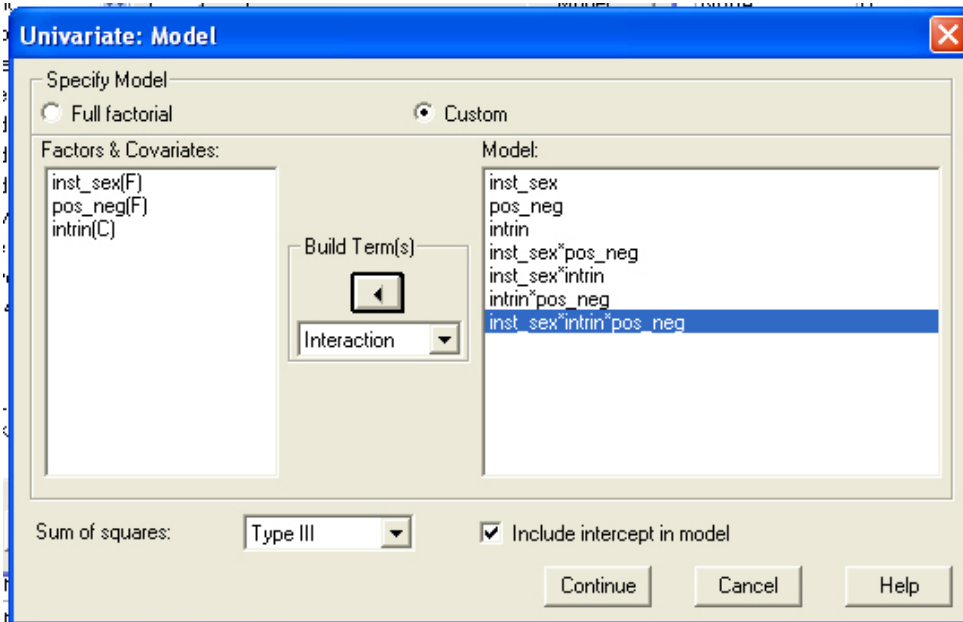 Univariate: Model
Specify Model
Full factorial
Custom
Factors & Covariates:
Model:
inst_sex(F)
pos_neg(F)
intrin(C)
Build Term(s)
Interaction
inst_sex
pos_neg
intrin
inst_sex*pos_neg
inst_sex*intrin
intrin*pos_neg
inst_sex*intrin*pos_neg
Sum of squares:
Type III
Include intercept in model
Continue
Cancel
Help